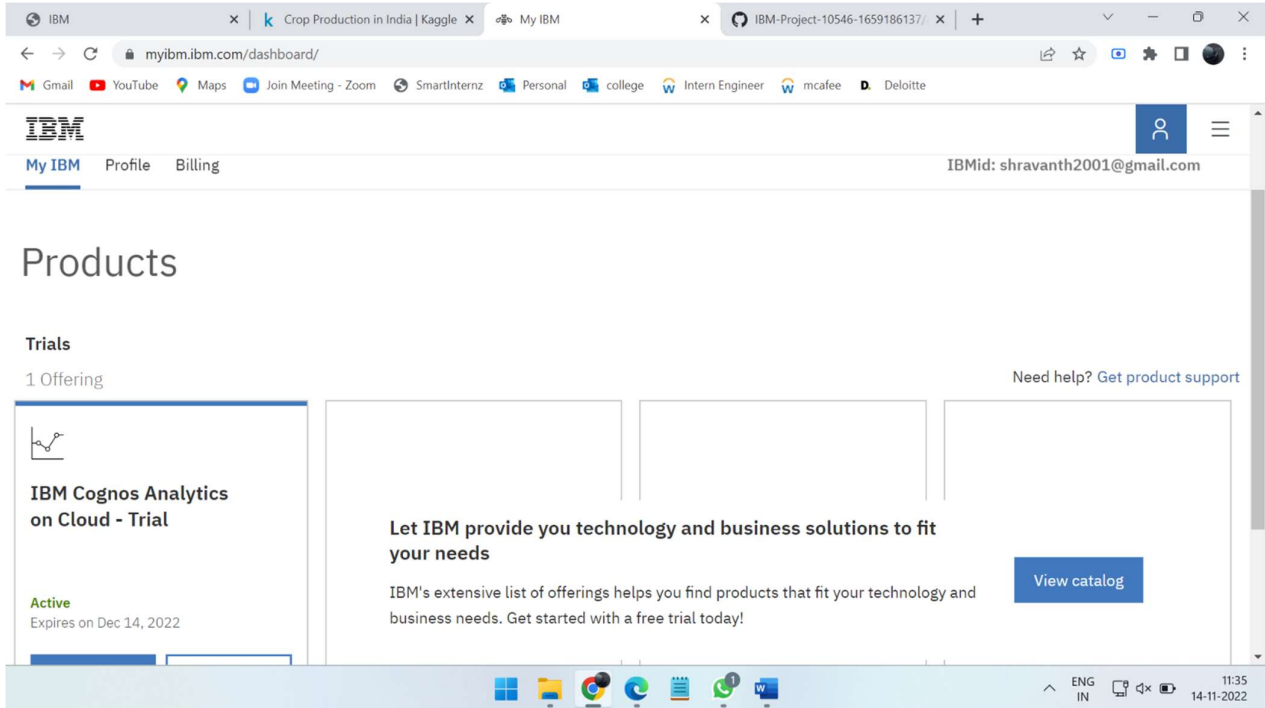 IBM
Crop Production in India | Kaggle
My IBM
IBM-Project-10546-1659186137/
myibm.ibm.com/dashboard/
Gmail YouTube Maps Join Meeting - Zoom SmartInternz Personal college Intern Engineer mcafee D. Deloitte
IBM
My IBM Profile Billing IBMid: shravanth2001@gmail.com
Products
Trials
1 Offering
Need help? Get product support
IBM Cognos Analytics
on Cloud - Trial
Active
Expires on Dec 14, 2022
Let IBM provide you technology and business solutions to fit
your needs
IBM's extensive list of offerings helps you find products that fit your technology and
business needs. Get started with a free trial today!
View catalog
1
ENG
IN
11:35
14-11-2022